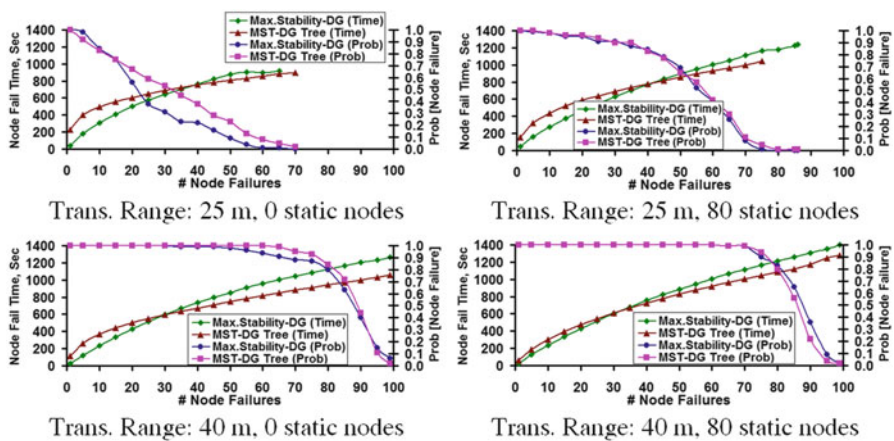 Max.Stability-DG (Time)
MST-DG Tree (Time)
Max.Stability-DG (Prob)
MST-DG Tree (Prob)
Node Fail Time, Sec
1400
1200
1000
800
600
400
200
0
0 10 20 30 40 50 60 70 80 90 100
# Node Failures
1.0
0.9
0.8
0.7
0.6
0.5
0.4
0.3
0.2
0.1
0.0
Prob [Node Failure]
Trans. Range: 25 m, 0 static nodes
Node Fail Time, Sec
1400
1200
1000
800
600
400
200
0
Max.Stability-DG (Time)
MST-DG Tree (Time)
Max.Stability-DG (Prob)
MST-DG Tree (Prob)
0 10 20 30 40 50 60 70 80 90 100
# Node Failures
1.0
0.9
0.8
0.7
0.6
0.5
0.4
0.3
0.2
0.1
0.0
Prob [Node Failure]
Trans. Range: 25 m, 80 static nodes
Node Fail Time, Sec
1400
1200
1000
800
600
400
200
0
Max.Stability-DG (Time)
MST-DG Tree (Time)
Max.Stability-DG (Prob)
MST-DG Tree (Prob)
0 10 20 30 40 50 60 70 80 90 100
# Node Failures
1.0
0.9
0.8
0.7
0.6
0.5
0.4
0.3
0.2
0.1
0.0
Prob [Node Failure]
Trans. Range: 40 m, 0 static nodes
Node Fail Time, Sec
1400
1200
1000
800
600
400
200
0
Max.Stability-DG (Time)
MST-DG Tree (Time)
Max.Stability-DG (Prob)
MST-DG Tree (Prob)
0 10 20 30 40 50 60 70 80 90 100
# Node Failures
1.0
0.9
0.8
0.7
0.6
0.5
0.4
0.3
0.2
0.1
0.0
Prob [Node Failure]
Trans. Range: 40 m, 80 static nodes